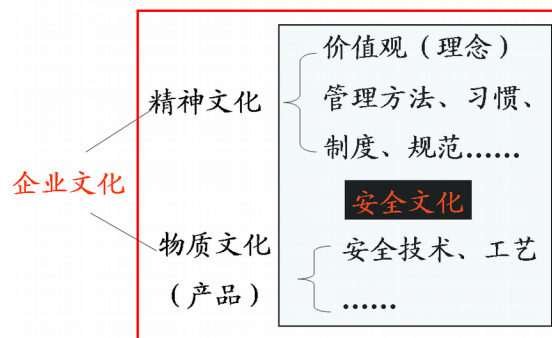 价值观（理念）
精神文化
管理方法、习惯、
制度、规范……
企业文化
安全文化
物质文化
（产品）
安全技术、工艺
……